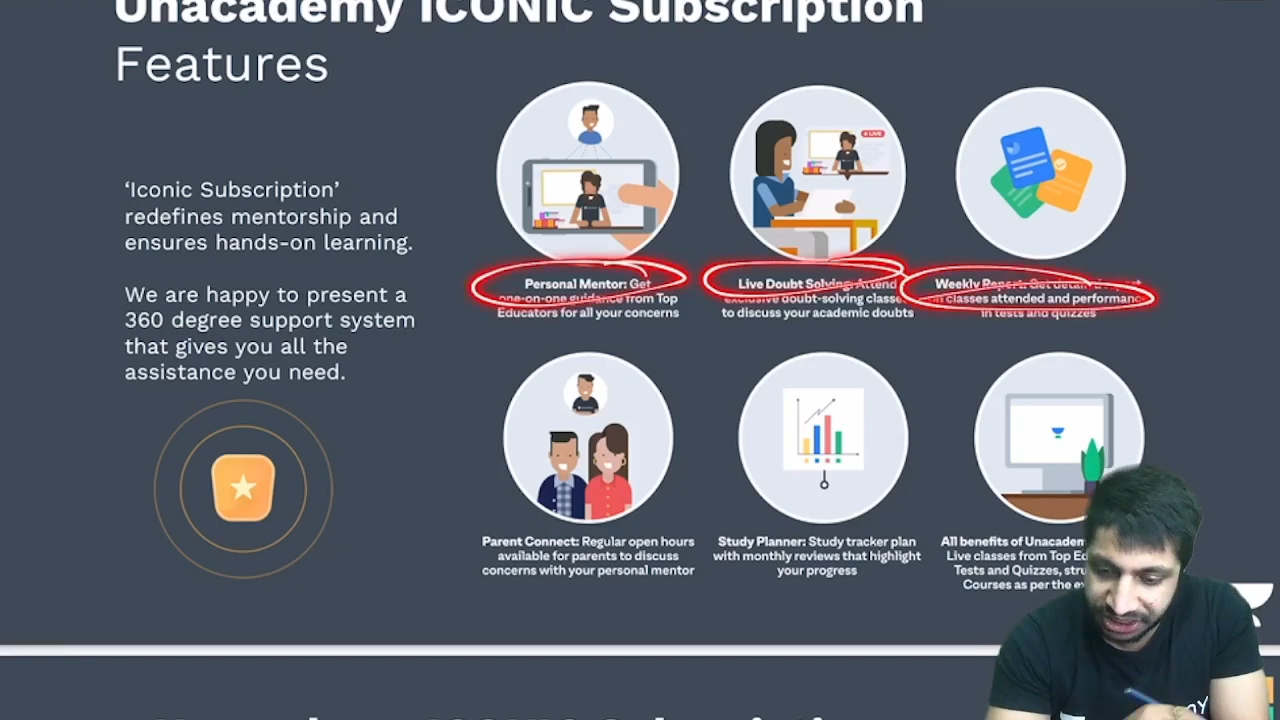 Unacademy ICONIC Subscription
Features
'Iconic Subscription'
redefines mentorship and
ensures hands-on learning.
We are happy to present a
360 degree support system
that gives you all the
assistance you need.
LIVE
Personal Mentor: Get
one-on-one guidance from Top
Educators for all your concerns
Live Doubt Solving: Attend
exclusive doubt-solving classes
to discuss your academic doubts
Weekly Report: Get detailed report
on classes attended and performance
in tests and quizzes
Parent Connect: Regular open hours
available for parents to discuss
concerns with your personal mentor
Study Planner: Study tracker plan
with monthly reviews that highlight
your progress
All benefits of
Live classes from Top
Tests and Quizzes,
Courses as per the